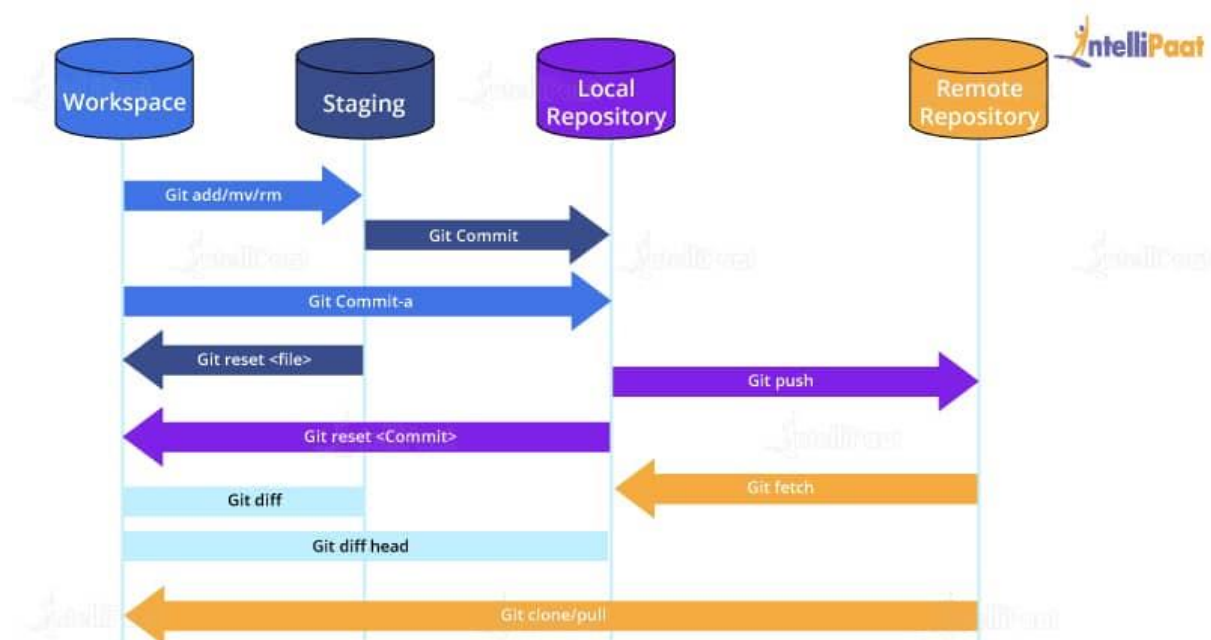 IntelliPaat
Workspace
Staging
Local
Repository
Remote
Repository
Git add/mv/rm
Git Commit
Git Commit-a
Git reset <file>
Git push
Git reset <Commit>
Git fetch
Git diff
Git diff head
Git clone/pull